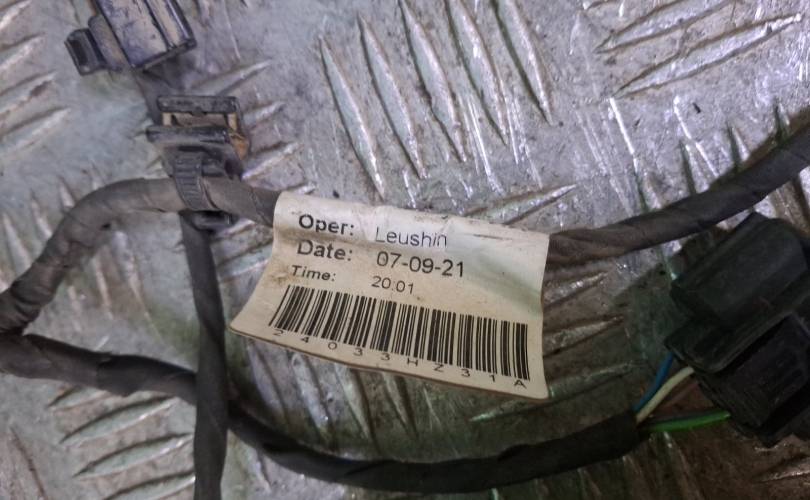 Oper: Leushin
Date: 07-09-21
Time: 20:01
24033HZ31A